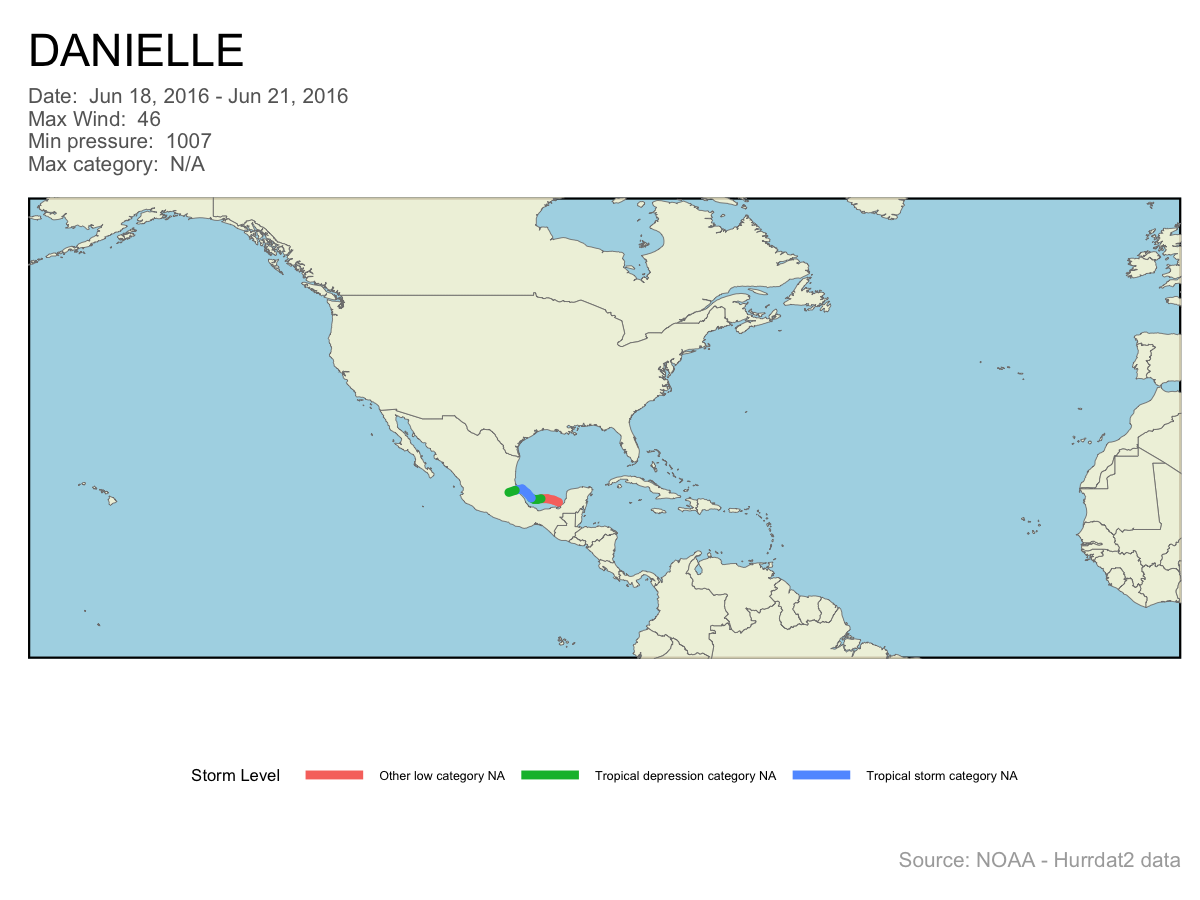 DANIELLE
Date:  Jun 18, 2016 - Jun 21, 2016
Max Wind:  46
Min pressure:  1007
Max category:  N/A
Storm Level
Other low category NA
Tropical depression category NA
Tropical storm category NA
Source: NOAA - Hurrdat2 data